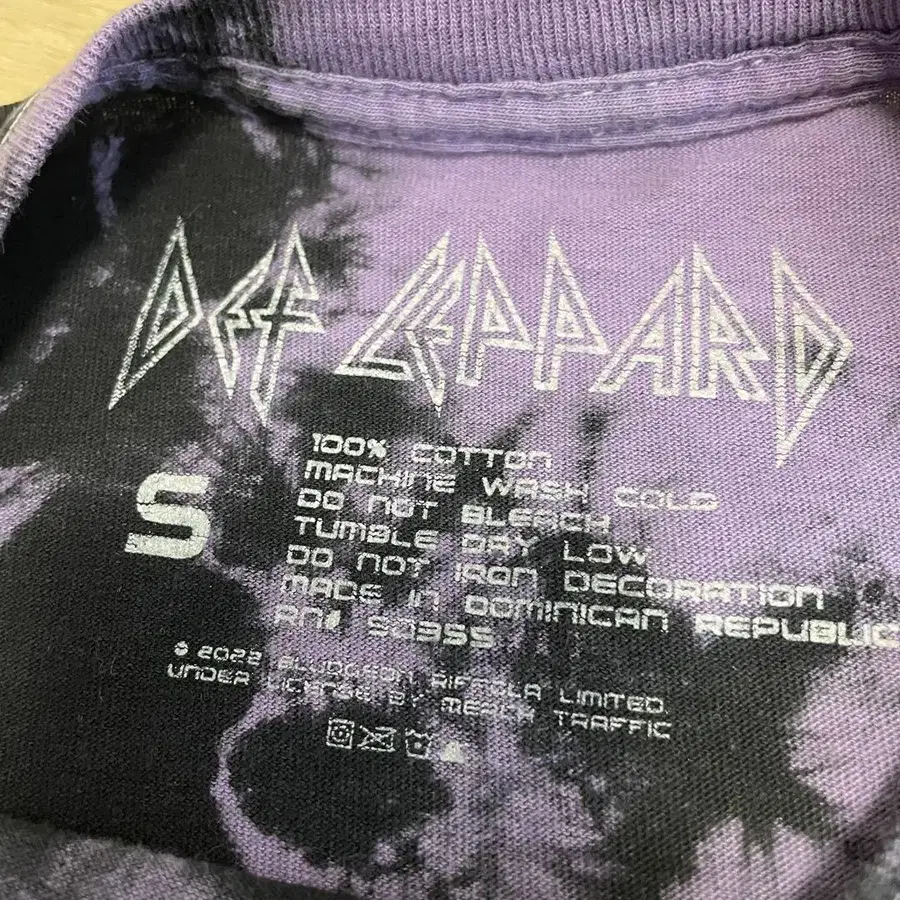 DEF LEPPARD
S
100% COTTON
MACHINE WASH COLD
DO NOT BLEACH
TUMBLE DRY LOW
DO NOT IRON DECORATION
MADE IN DOMINICAN REPUBLIC
RN# 90355
© 2022 BLUDGEON RIFFOLA LIMITED.
UNDER LICENSE BY MERCH TRAFFIC